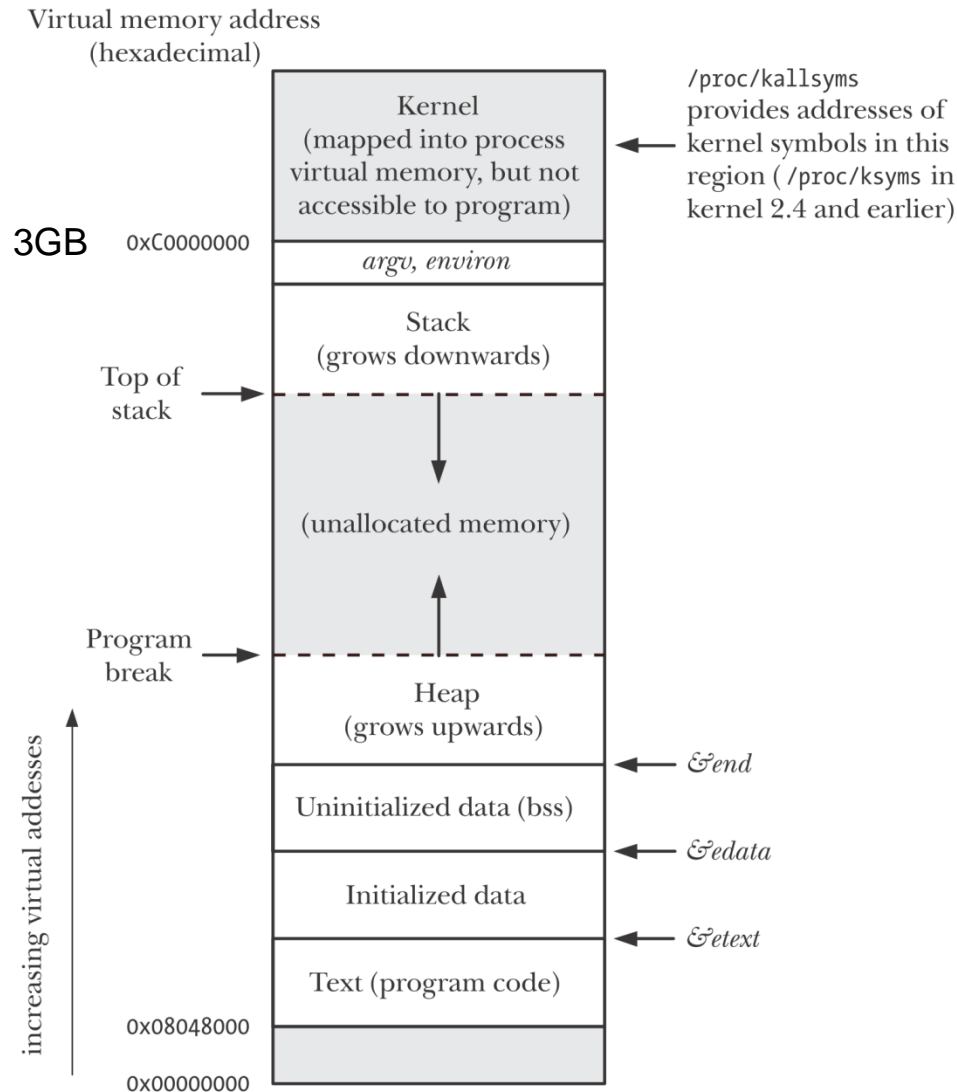 Virtual memory address
(hexadecimal)
Kernel
(mapped into process
virtual memory, but not
accessible to program)
/proc/kallsyms
provides addresses of
kernel symbols in this
region ( /proc/ksyms in
kernel 2.4 and earlier)
3GB
0xC0000000
argv, environ
Stack
(grows downwards)
Top of
stack
(unallocated memory)
Program
break
Heap
(grows upwards)
&end
Uninitialized data (bss)
&edata
Initialized data
&etext
Text (program code)
0x08048000
0x00000000
increasing virtual addesses